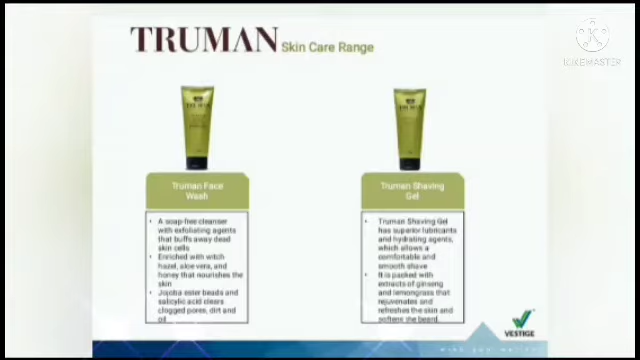 TRUMAN Skin Care Range
KINEMASTER
TRUMAN
TRUMAN
Truman Face
Wash
• A soap-free cleanser
with exfoliating agents
that buffs away dead
skin cells
• Enriched with witch
hazel, aloe vera, and
honey that nourishes the
skin
• Jojoba ester beads and
salicylic acid clears
clogged pores, dirt and
oil
Truman Shaving
Gel
• Truman Shaving Gel
has superior lubricants
and hydrating agents,
which allows a
comfortable and
smooth shave
• It is packed with
extracts of ginseng
and lemongrass that
rejuvenates and
refreshes the skin and
softens the beard.
VESTIGE